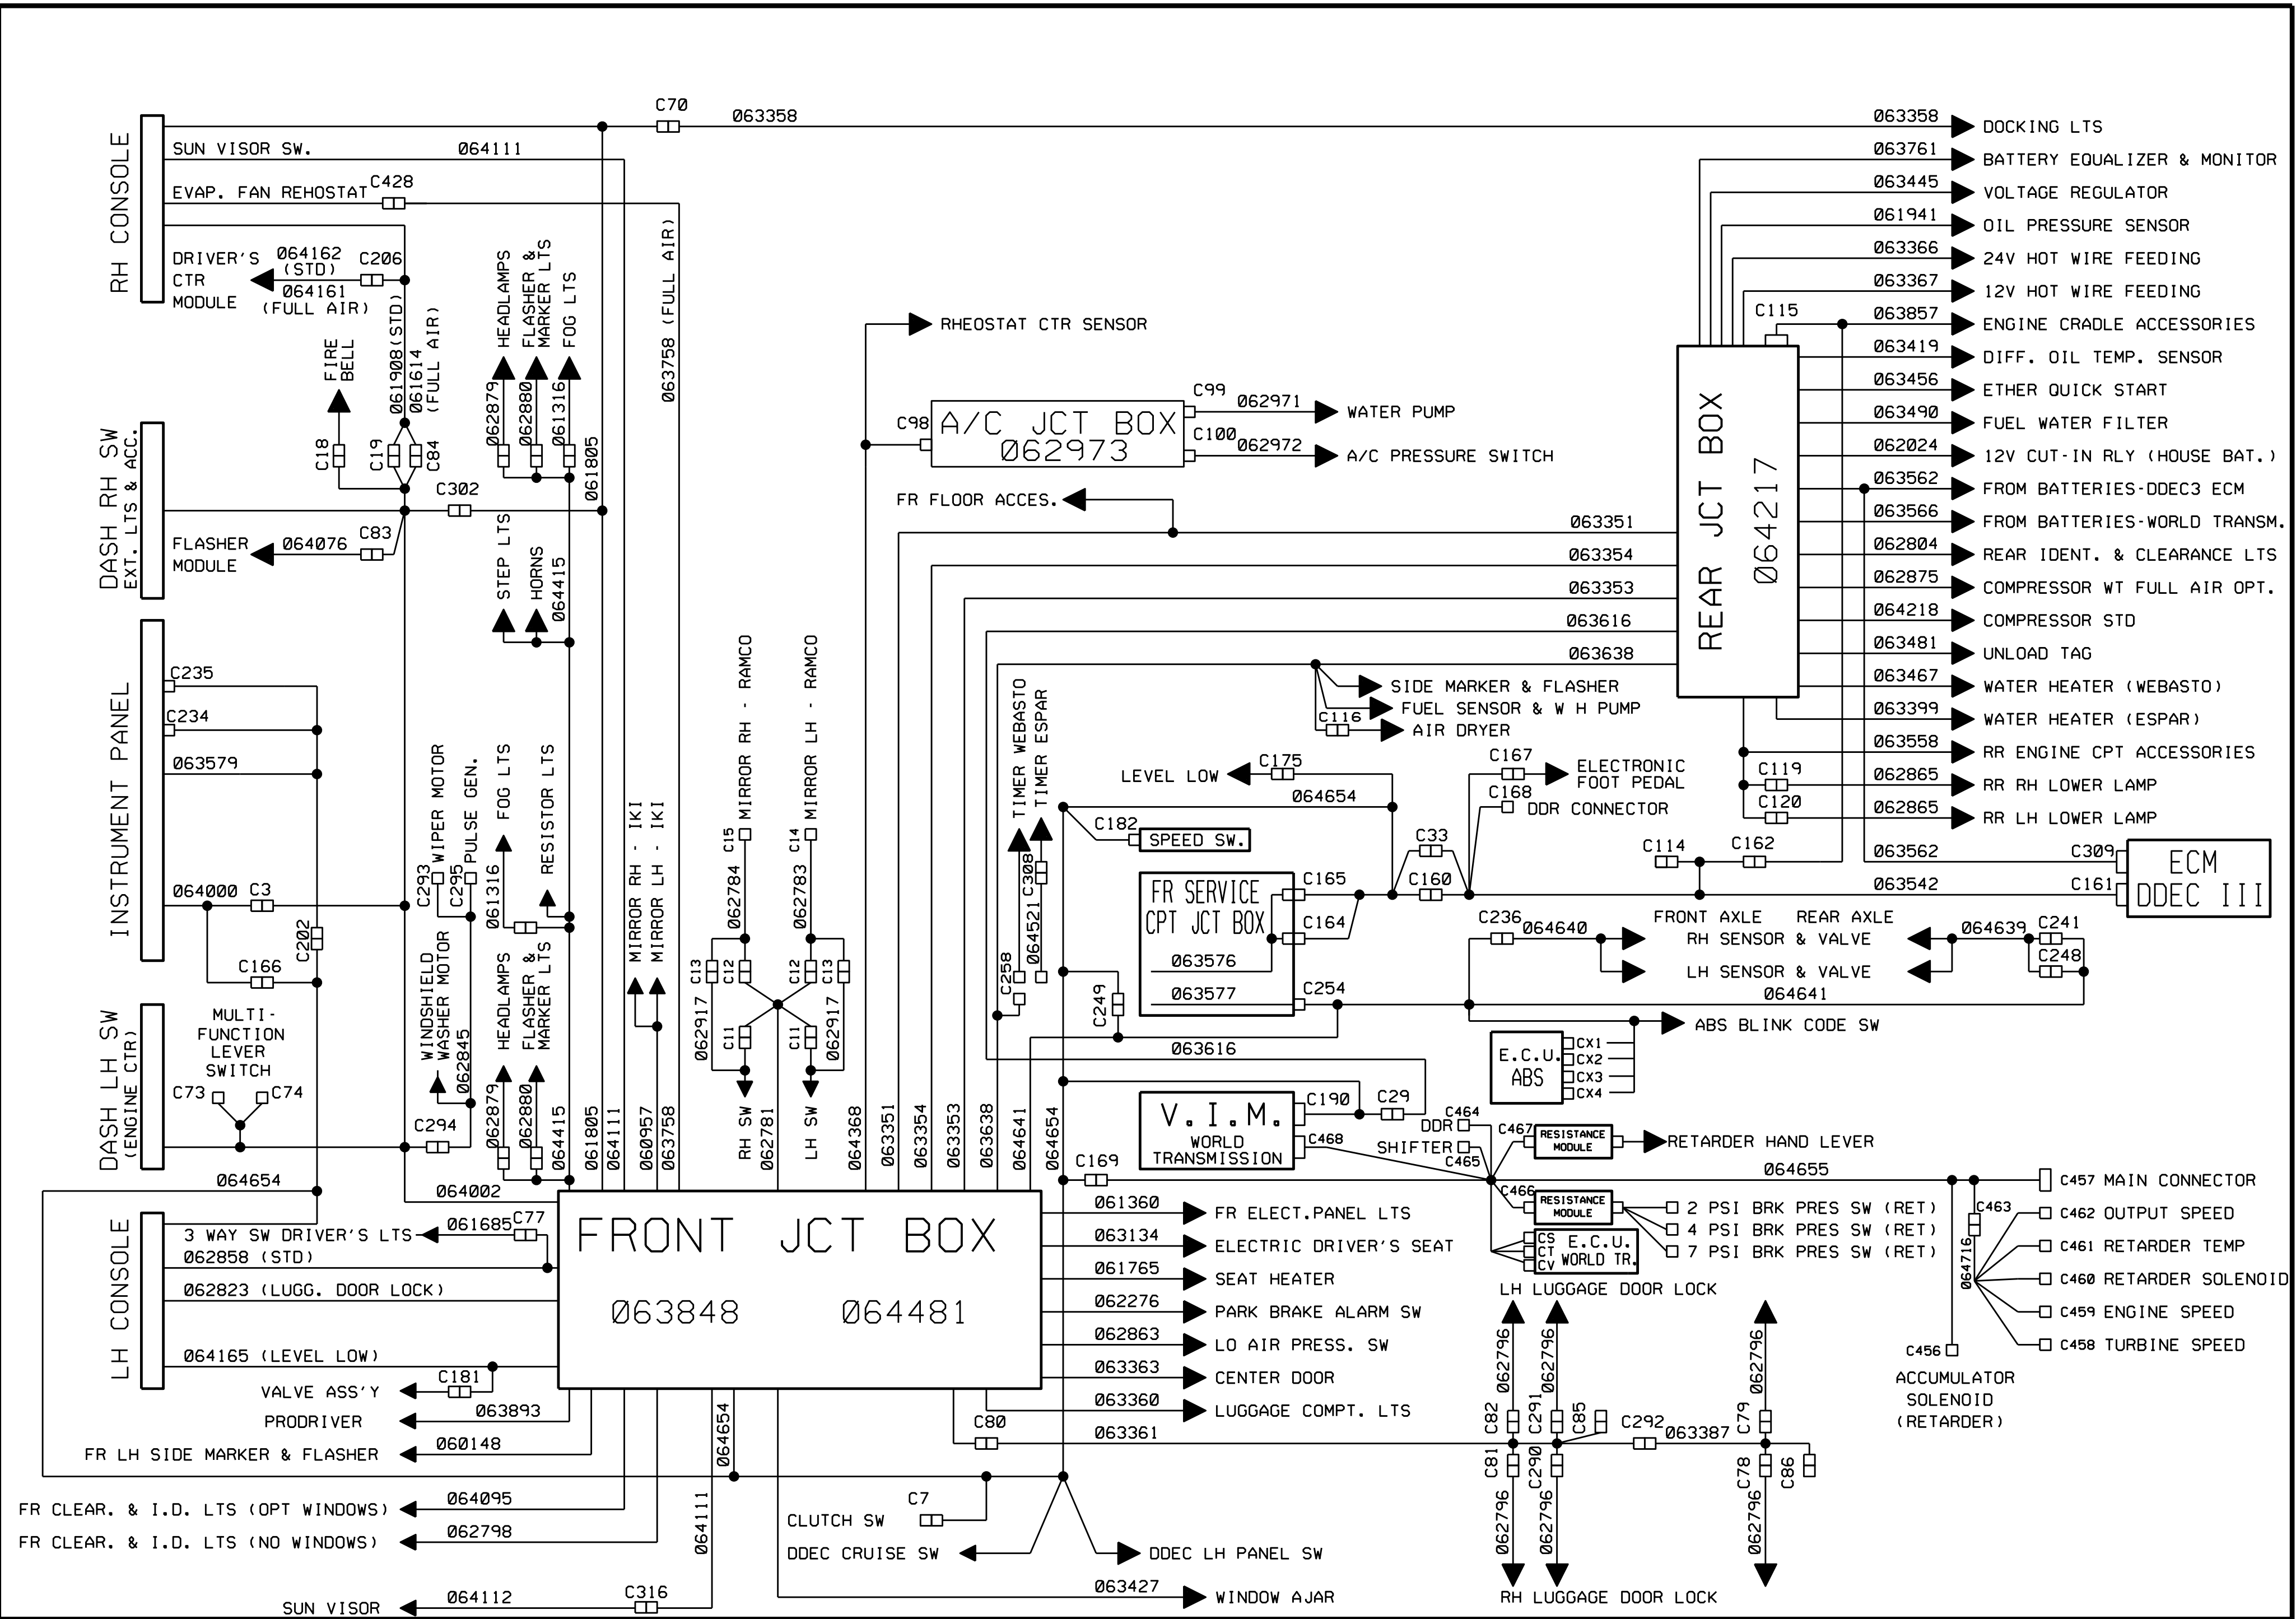 C70
063358
RH CONSOLE
SUN VISOR SW.
064111
EVAP. FAN REHOSTAT
C428
DRIVER'S
CTR
MODULE
064162
(STD)
064161
(FULL AIR)
C206
FIRE
BELL
061908(STD)
061614
(FULL AIR)
HEADLAMPS
FLASHER &
MARKER LTS
FOG LTS
062879
062880
061316
061805
063758 (FULL AIR)
C18
C19
C84
DASH RH SW
EXT. LTS & ACC.
C302
FLASHER
MODULE
064076
C83
STEP LTS
HORNS
064415
INSTRUMENT PANEL
C235
C234
063579
064000
C3
C202
C166
C293
WIPER MOTOR
C295
PULSE GEN.
061316
FOG LTS
RESISTOR LTS
MIRROR RH - IKI
MIRROR LH - IKI
C15
MIRROR RH - RAMCO
C14
MIRROR LH - RAMCO
062784
062783
C13
C12
C12
C13
062917
C11
C11
062917
RH SW
062781
LH SW
DASH LH SW
(ENGINE CTR)
MULTI-
FUNCTION
LEVER
SWITCH
C73
C74
WINDSHIELD
WASHER MOTOR
062845
C294
HEADLAMPS
FLASHER &
MARKER LTS
062879
062880
064415
061805
064111
060957
063758
064368
063351
063354
063353
063638
064641
064654
RHEOSTAT CTR SENSOR
C98
A/C JCT BOX
062973
C99
062971
WATER PUMP
C100
062972
A/C PRESSURE SWITCH
FR FLOOR ACCES.
063351
063354
063353
063616
063638
SIDE MARKER & FLASHER
FUEL SENSOR & W H PUMP
C116
AIR DRYER
TIMER WEBASTO
TIMER ESPAR
C308
064521
C258
LEVEL LOW
C175
064654
C182
SPEED SW.
C33
C160
C167
ELECTRONIC
FOOT PEDAL
C168
DDR CONNECTOR
FR SERVICE
CPT JCT BOX
C165
C164
063576
063577
C254
C249
REAR JCT BOX
064217
C115
063358
DOCKING LTS
063761
BATTERY EQUALIZER & MONITOR
063445
VOLTAGE REGULATOR
061941
OIL PRESSURE SENSOR
063366
24V HOT WIRE FEEDING
063367
12V HOT WIRE FEEDING
063857
ENGINE CRADLE ACCESSORIES
063419
DIFF. OIL TEMP. SENSOR
063456
ETHER QUICK START
063490
FUEL WATER FILTER
062024
12V CUT-IN RLY (HOUSE BAT.)
063562
FROM BATTERIES-DDEC3 ECM
063566
FROM BATTERIES-WORLD TRANSM.
062804
REAR IDENT. & CLEARANCE LTS
062875
COMPRESSOR WT FULL AIR OPT.
064218
COMPRESSOR STD
063481
UNLOAD TAG
063467
WATER HEATER (WEBASTO)
063399
WATER HEATER (ESPAR)
063558
RR ENGINE CPT ACCESSORIES
C119
062865
RR RH LOWER LAMP
C120
062865
RR LH LOWER LAMP
C114
C162
063562
C309
063542
C161
ECM
DDEC III
C236
064640
FRONT AXLE
REAR AXLE
RH SENSOR & VALVE
LH SENSOR & VALVE
064639
C241
C248
064641
ABS BLINK CODE SW
E.C.U.
ABS
CX1
CX2
CX3
CX4
063616
V.I.M.
WORLD
TRANSMISSION
C190
C29
C468
C464
DDR
SHIFTER
C465
C467
RESISTANCE
MODULE
RETARDER HAND LEVER
C169
064655
C466
RESISTANCE
MODULE
2 PSI BRK PRES SW (RET)
4 PSI BRK PRES SW (RET)
7 PSI BRK PRES SW (RET)
CS
CT
CV
E.C.U.
WORLD TR.
C457 MAIN CONNECTOR
C463
C462 OUTPUT SPEED
C461 RETARDER TEMP
C460 RETARDER SOLENOID
C459 ENGINE SPEED
C458 TURBINE SPEED
064716
C456
ACCUMULATOR
SOLENOID
(RETARDER)
064654
064002
LH CONSOLE
3 WAY SW DRIVER'S LTS
061685
C77
062858 (STD)
062823 (LUGG. DOOR LOCK)
064165 (LEVEL LOW)
C181
VALVE ASS'Y
PRODRIVER
063893
FR LH SIDE MARKER & FLASHER
060148
FR CLEAR. & I.D. LTS (OPT WINDOWS)
064095
FR CLEAR. & I.D. LTS (NO WINDOWS)
062798
SUN VISOR
064112
C316
064111
064654
FRONT JCT BOX
063848
064481
061360
FR ELECT.PANEL LTS
063134
ELECTRIC DRIVER'S SEAT
061765
SEAT HEATER
062276
PARK BRAKE ALARM SW
062863
LO AIR PRESS. SW
063363
CENTER DOOR
063360
LUGGAGE COMPT. LTS
C80
063361
C7
CLUTCH SW
DDEC CRUISE SW
DDEC LH PANEL SW
063427
WINDOW AJAR
LH LUGGAGE DOOR LOCK
062796
062796
062796
C82
C291
C85
C292
063387
C79
C81
C290
C78
C86
062796
062796
062796
RH LUGGAGE DOOR LOCK